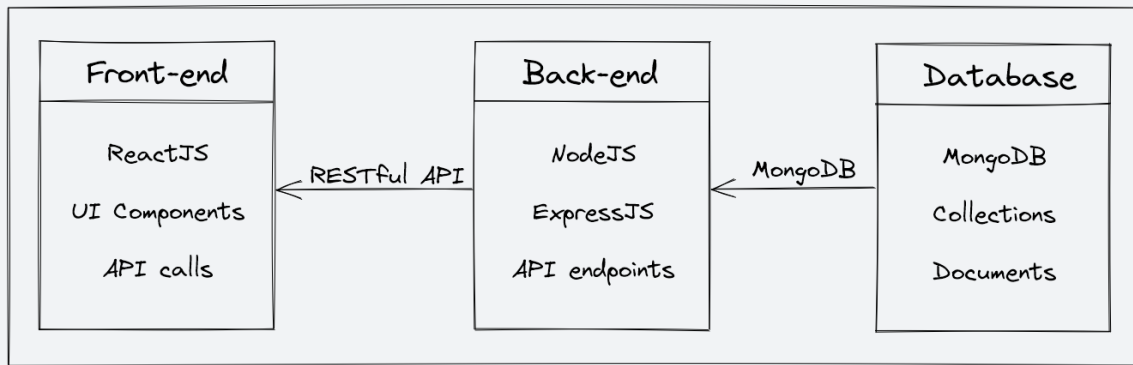 Front-end
ReactJS
UI Components
API calls
RESTful API
Back-end
NodeJS
ExpressJS
API endpoints
MongoDB
Database
MongoDB
Collections
Documents